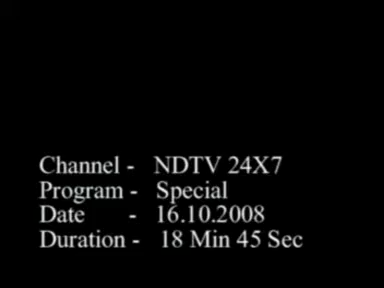 Channel - NDTV 24X7
Program - Special
Date - 16.10.2008
Duration - 18 Min 45 Sec